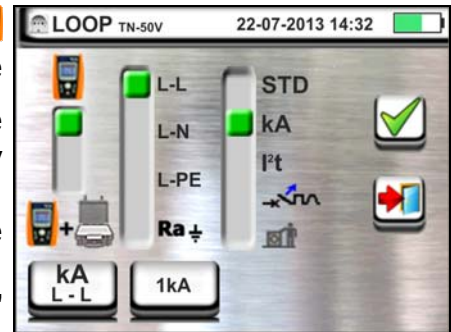 LOOP TN-50V 22-07-2013 14:32
L-L STD
L-N kA
L-PE I²t
Ra
+
kA
L - L
1kA